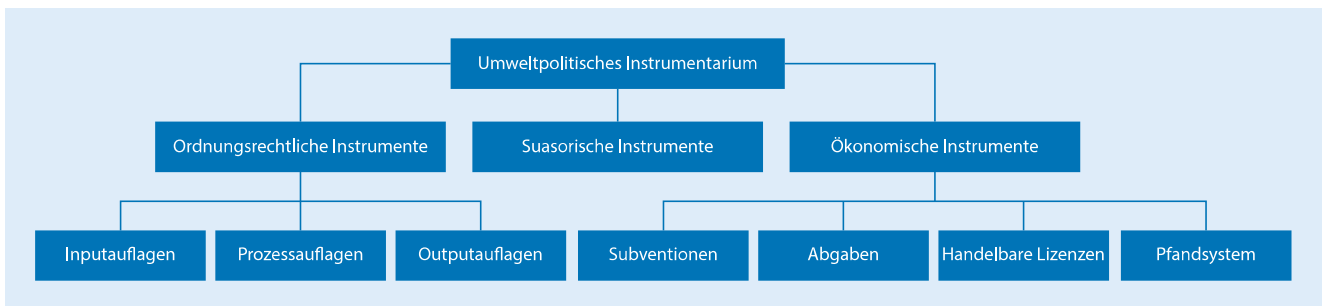 Umweltpolitisches Instrumentarium
Ordnungsrechtliche Instrumente
Suasorische Instrumente
Ökonomische Instrumente
Inputauflagen
Prozessauflagen
Outputauflagen
Subventionen
Abgaben
Handelbare Lizenzen
Pfandsystem